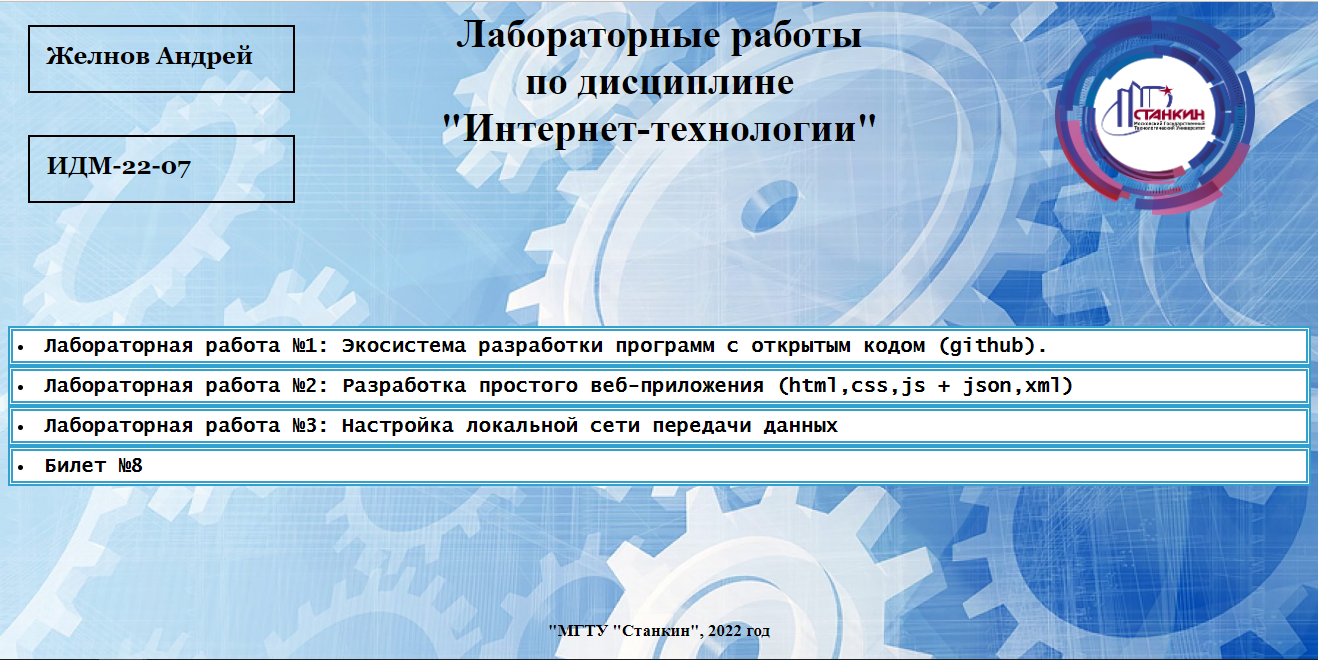 Желнов Андрей
ИДМ-22-07
Лабораторные работы
по дисциплине
"Интернет-технологии"
СТАНКИН
Московский Государственный
Технологический Университет
• Лабораторная работа №1: Экосистема разработки программ с открытым кодом (github).
• Лабораторная работа №2: Разработка простого веб-приложения (html,css,js + json,xml)
• Лабораторная работа №3: Настройка локальной сети передачи данных
• Билет №8
"МГТУ "Станкин", 2022 год